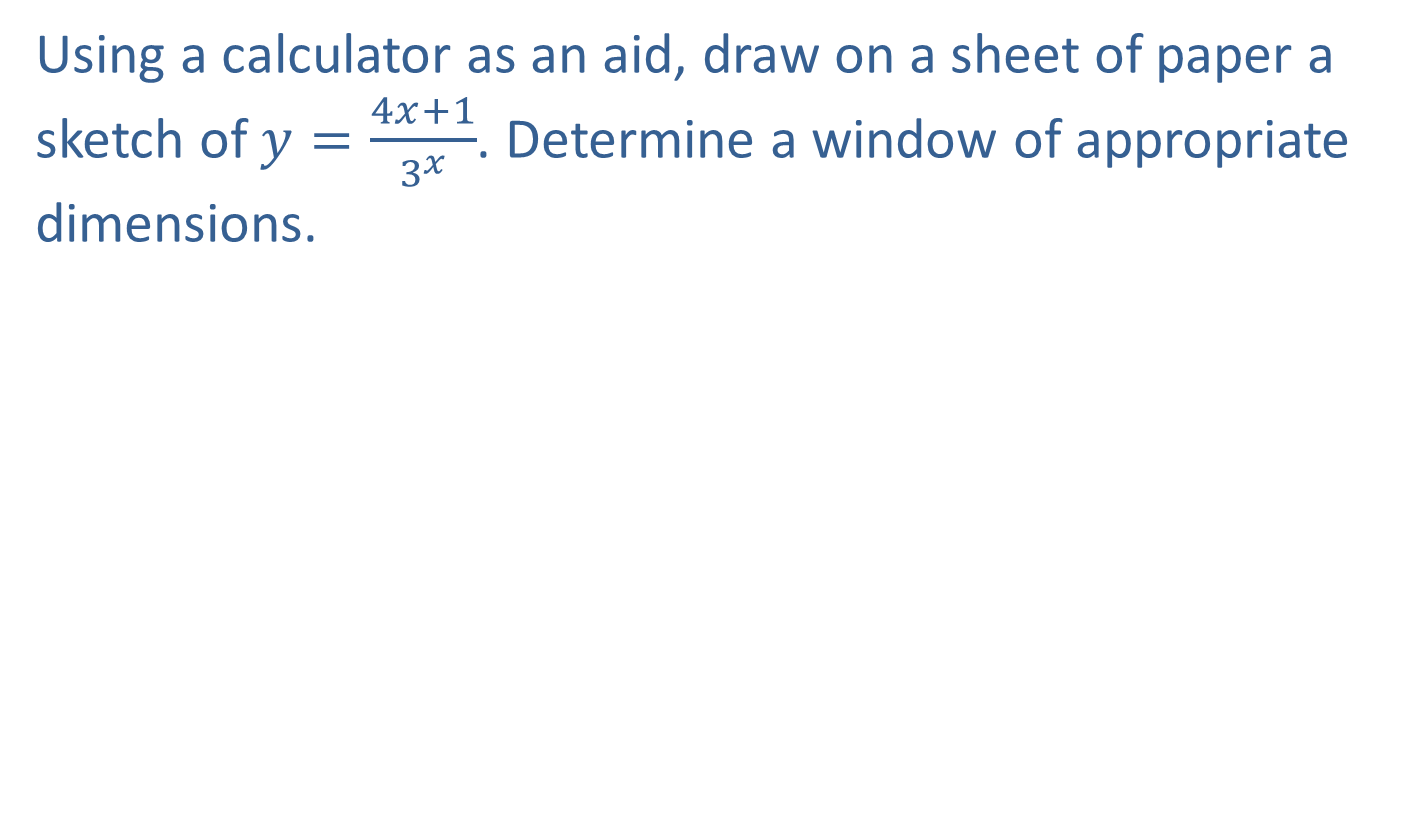 Using a calculator as an aid, draw on a sheet of paper a
sketch of $y = \frac{4x+1}{3^x}$. Determine a window of appropriate
dimensions.